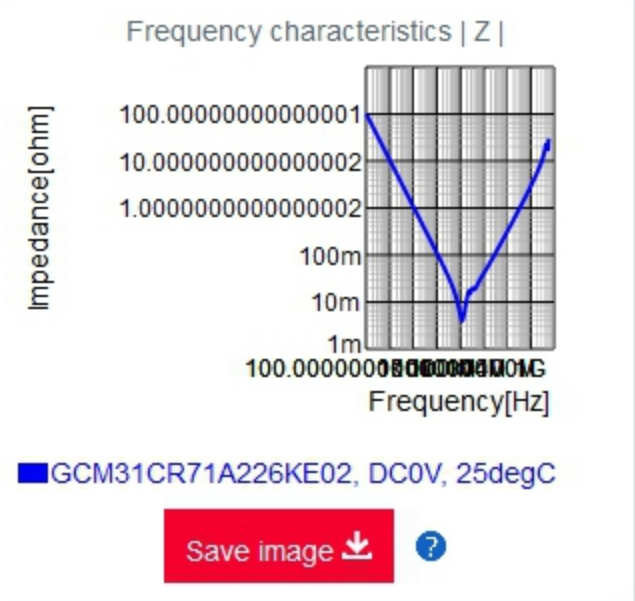 Frequency characteristics | Z |
Impedance[ohm]
100.00000000000001
10.000000000000002
1.0000000000000002
100m
10m
1m
1G
Frequency[Hz]
GCM31CR71A226KE02, DC0V, 25degC
Save image
?